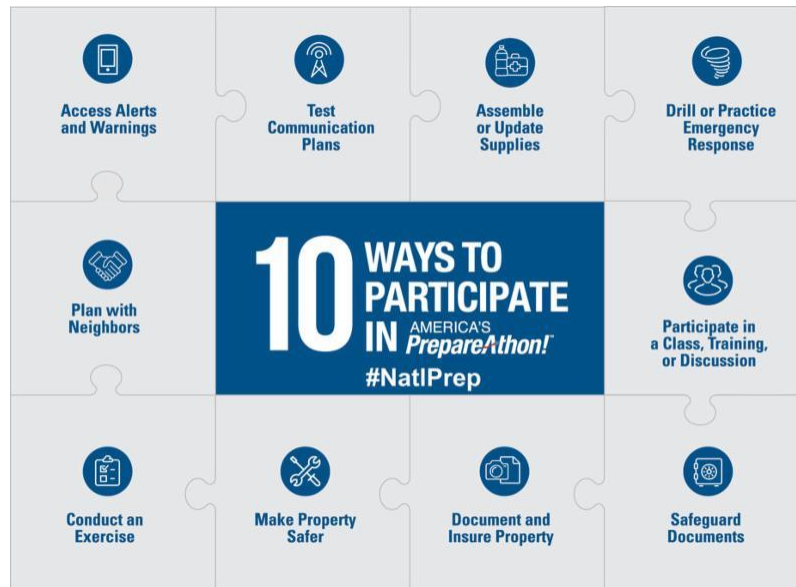 Access Alerts
and Warnings
Test
Communication
Plans
Assemble
or Update
Supplies
Drill or Practice
Emergency
Response
Plan with
Neighbors
10 WAYS TO
PARTICIPATE
IN AMERICA'S
PrepareAthon!
#NatlPrep
Participate in
a Class, Training,
or Discussion
Conduct an
Exercise
Make Property
Safer
Document and
Insure Property
Safeguard
Documents